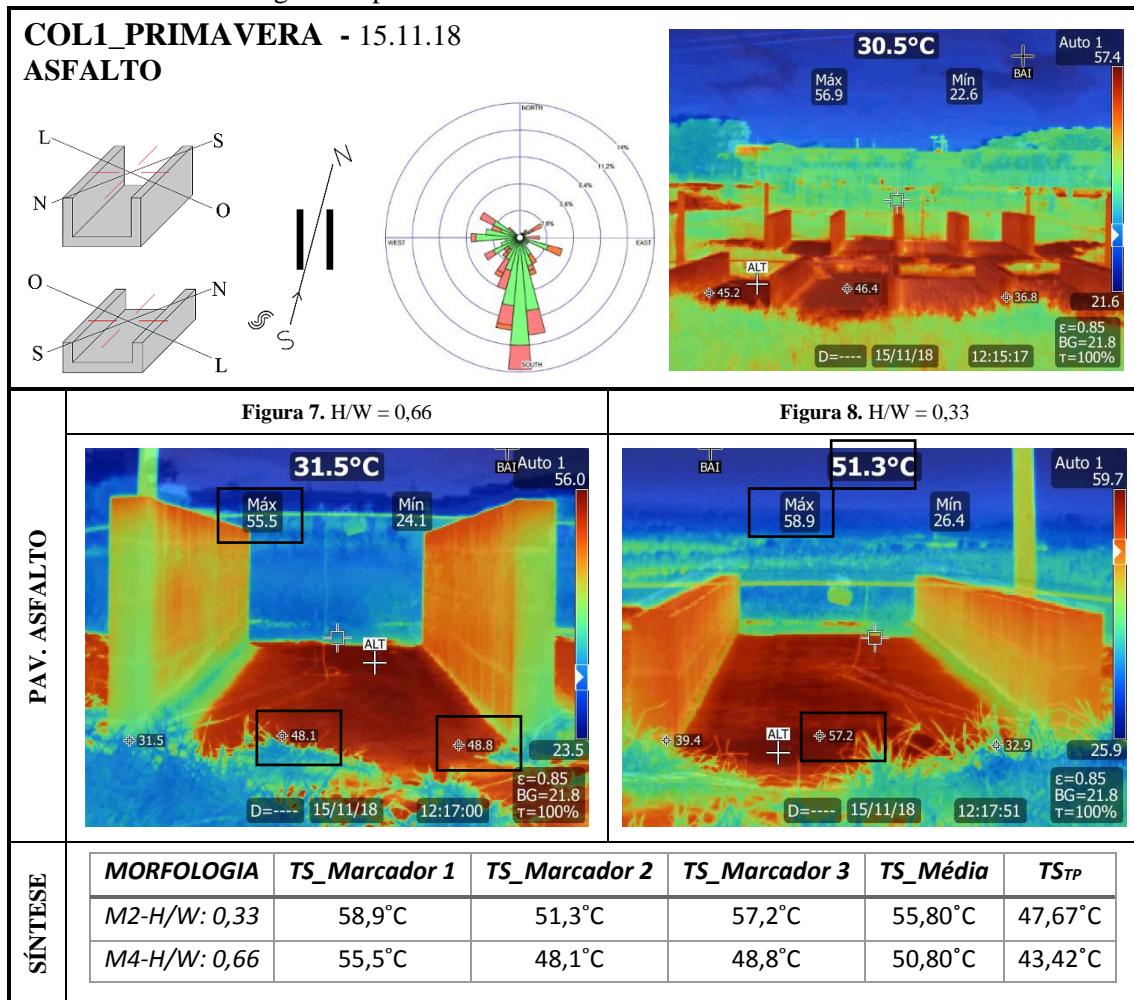 COL1_PRIMAVERA - 15.11.18
ASFALTO
L
S
N
O
O
N
S
L
N
S
NORTH
14%
11,2%
8,4%
5,6%
2,8%
WEST
EAST
SOUTH
30.5°C
BAI
Auto 1
57.4
Máx
56.9
Mín
22.6
ALT
45.2
46.4
36.8
21.6
ε=0.85
BG=21.8
τ=100%
D=----
15/11/18
12:15:17
PAV. ASFALTO
Figura 7. H/W = 0,66
Figura 8. H/W = 0,33
31.5°C
BAI
Auto 1
56.0
Máx
55.5
Mín
24.1
ALT
31.5
48.1
48.8
23.5
ε=0.85
BG=21.8
τ=100%
D=----
15/11/18
12:17:00
BAI
51.3°C
Auto 1
59.7
Máx
58.9
Mín
26.4
39.4
ALT
57.2
32.9
25.9
ε=0.85
BG=21.8
τ=100%
D=----
15/11/18
12:17:51
SÍNTESE
MORFOLOGIA TS_Marcador 1 TS_Marcador 2 TS_Marcador 3 TS_Média TSTP
M2-H/W: 0,33 58,9˚C 51,3˚C 57,2˚C 55,80˚C 47,67˚C
M4-H/W: 0,66 55,5˚C 48,1˚C 48,8˚C 50,80˚C 43,42˚C